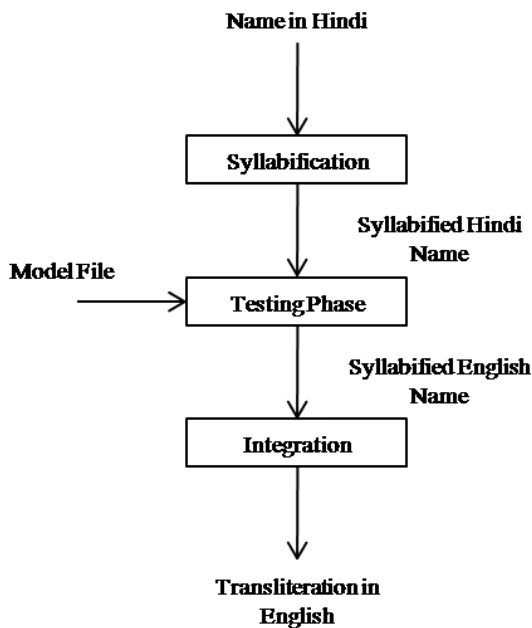 Name in Hindi
Syllabification
Syllabified Hindi
Name
Model File
Testing Phase
Syllabified English
Name
Integration
Transliteration in
English